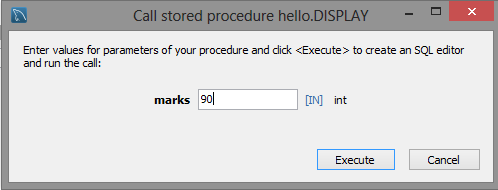 Call stored procedure hello.DISPLAY
Enter values for parameters of your procedure and click <Execute> to create an SQL editor
and run the call:
marks 90 [IN] int
Execute Cancel